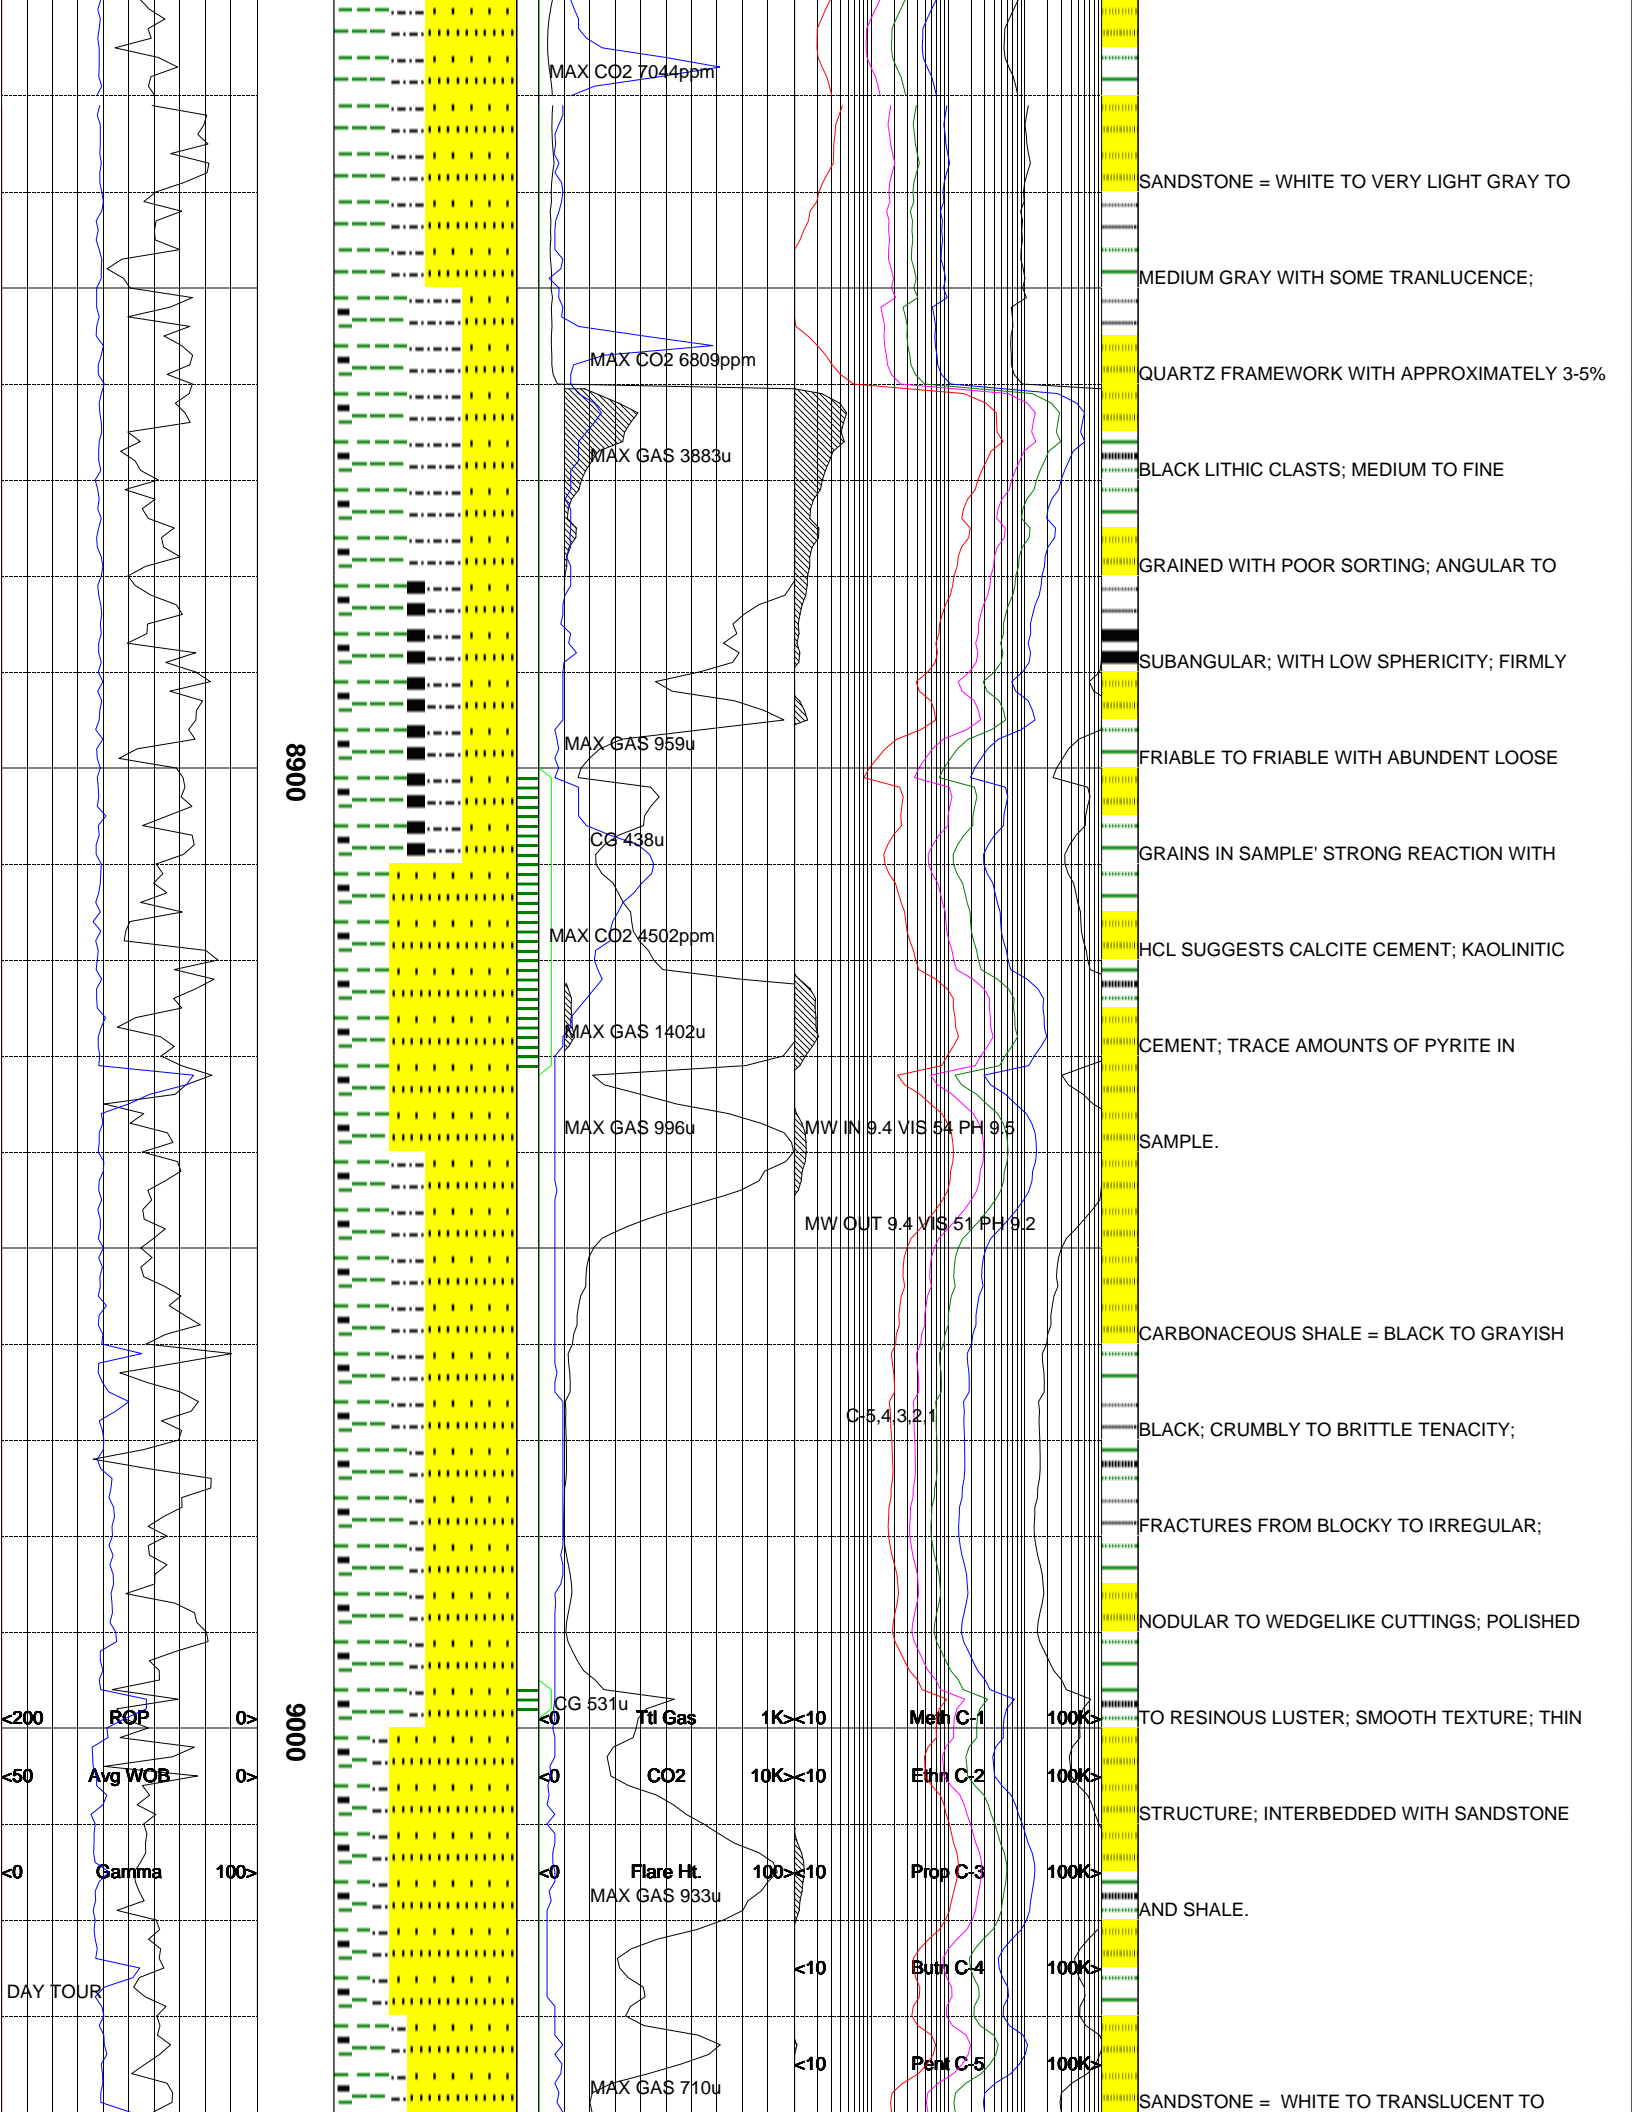 MAX CO2 7044ppm
SANDSTONE = WHITE TO VERY LIGHT GRAY TO
MEDIUM GRAY WITH SOME TRANLUCENCE;
MAX CO2 6809ppm
QUARTZ FRAMEWORK WITH APPROXIMATELY 3-5%
MAX GAS 3883u
BLACK LITHIC CLASTS; MEDIUM TO FINE
GRAINED WITH POOR SORTING; ANGULAR TO
SUBANGULAR; WITH LOW SPHERICITY; FIRMLY
8900
MAX GAS 959u
FRIABLE TO FRIABLE WITH ABUNDENT LOOSE
CG 438u
GRAINS IN SAMPLE' STRONG REACTION WITH
MAX CO2 4502ppm
HCL SUGGESTS CALCITE CEMENT; KAOLINITIC
MAX GAS 1402u
CEMENT; TRACE AMOUNTS OF PYRITE IN
MAX GAS 996u
MW IN 9.4 VIS 54 PH 9.5
SAMPLE.
MW OUT 9.4 VIS 51 PH 9.2
CARBONACEOUS SHALE = BLACK TO GRAYISH
C-5,4,3,2,1
BLACK; CRUMBLY TO BRITTLE TENACITY;
FRACTURES FROM BLOCKY TO IRREGULAR;
NODULAR TO WEDGELIKE CUTTINGS; POLISHED
CG 531u
<200 ROP 0>
9000
<0 Ttl Gas 1K>
<10 Meth C-1 100K>
TO RESINOUS LUSTER; SMOOTH TEXTURE; THIN
<50 Avg WOB 0>
<0 CO2 10K>
<10 Ethn C-2 100K>
STRUCTURE; INTERBEDDED WITH SANDSTONE
<0 Gamma 100>
<0 Flare Ht. 100>
<10 Prop C-3 100K>
MAX GAS 933u
AND SHALE.
<10 Butn C-4 100K>
DAY TOUR
<10 Pent C-5 100K>
MAX GAS 710u
SANDSTONE = WHITE TO TRANSLUCENT TO